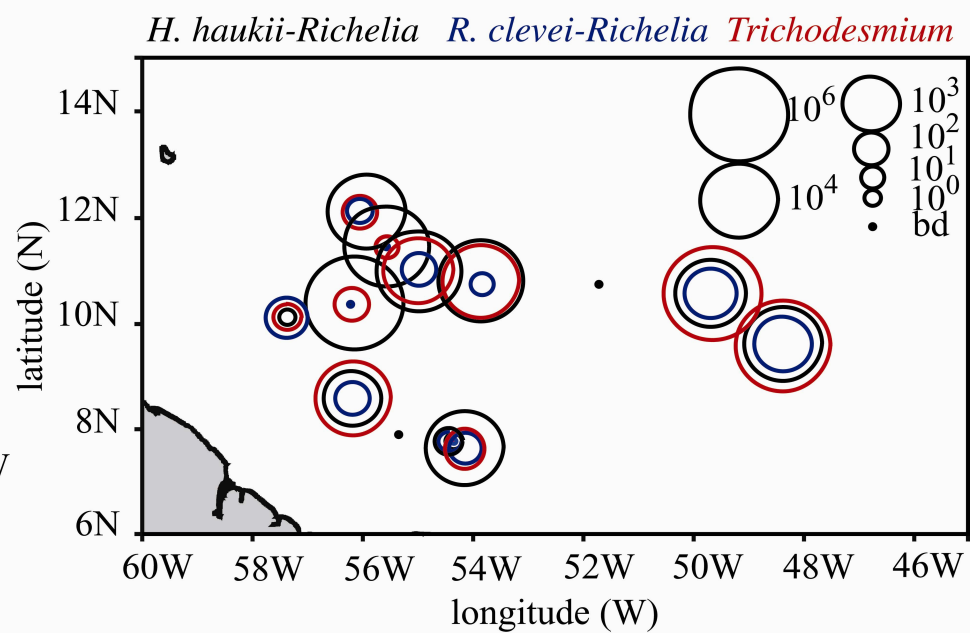 H. haukii-Richelia R. clevei-Richelia Trichodesmium
14N
12N
10N
8N
6N
latitude (N)
10^6
10^4
10^3
10^2
10^1
10^0
bd
60W 58W 56W 54W 52W 50W 48W 46W
longitude (W)